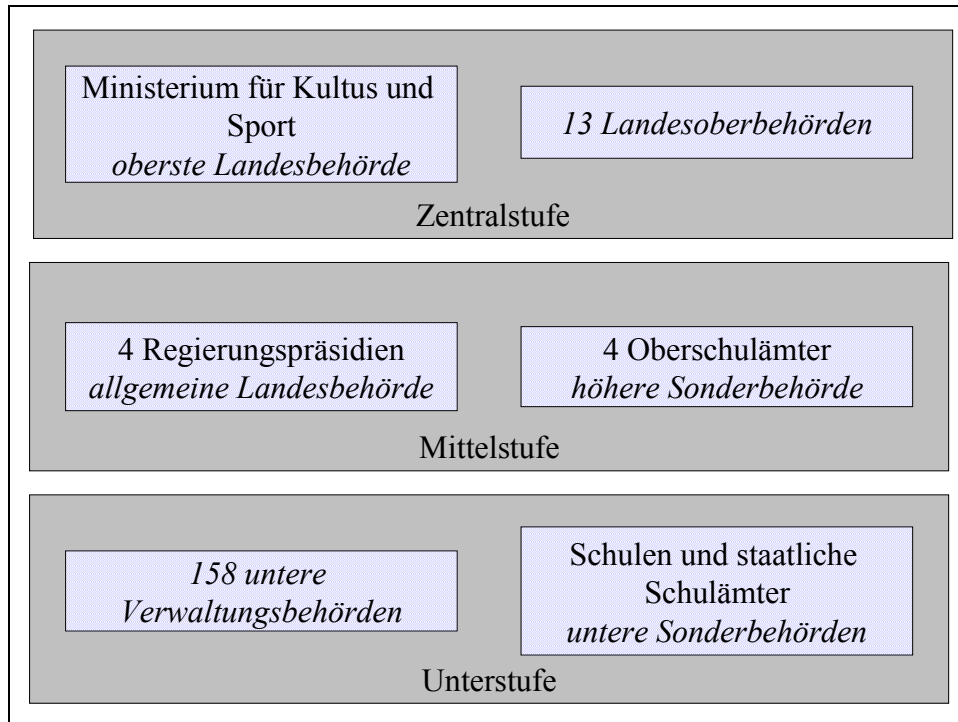 Ministerium für Kultus und
Sport
oberste Landesbehörde
13 Landesoberbehörden
Zentralstufe
4 Regierungspräsidien
allgemeine Landesbehörde
4 Oberschulämter
höhere Sonderbehörde
Mittelstufe
158 untere
Verwaltungsbehörden
Schulen und staatliche
Schulämter
untere Sonderbehörden
Unterstufe